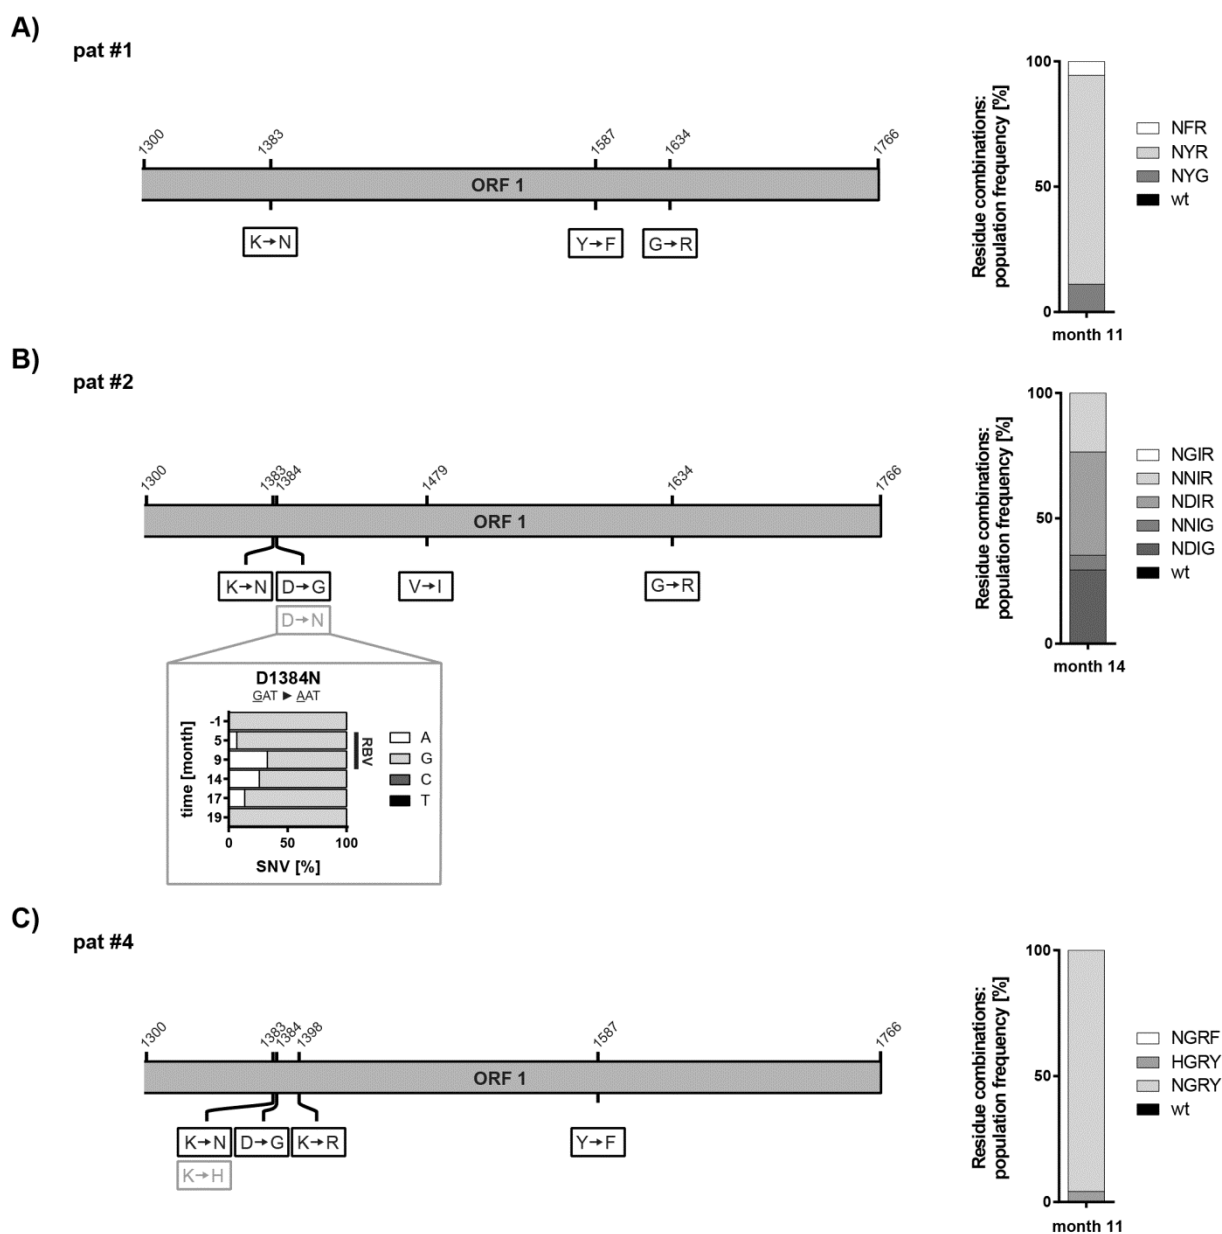 A)
pat #1
1300
1383
1587
1634
1766
ORF 1
K→N
Y→F
G→R
Residue combinations:
population frequency [%]
100
50
0
month 11
NFR
NYR
NYG
wt
B)
pat #2
1300
1383
1384
1479
1634
1766
ORF 1
K→N
D→G
V→I
G→R
D→N
D1384N
GAT ► AAT
time [month]
-1
5
9
14
17
19
RBV
A
G
C
T
0
50
100
SNV [%]
Residue combinations:
population frequency [%]
100
50
0
month 14
NGIR
NNIR
NDIR
NNIG
NDIG
wt
C)
pat #4
1300
1383
1384
1398
1587
1766
ORF 1
K→N
D→G
K→R
Y→F
K→H
Residue combinations:
population frequency [%]
100
50
0
month 11
NGRF
HGRY
NGRY
wt